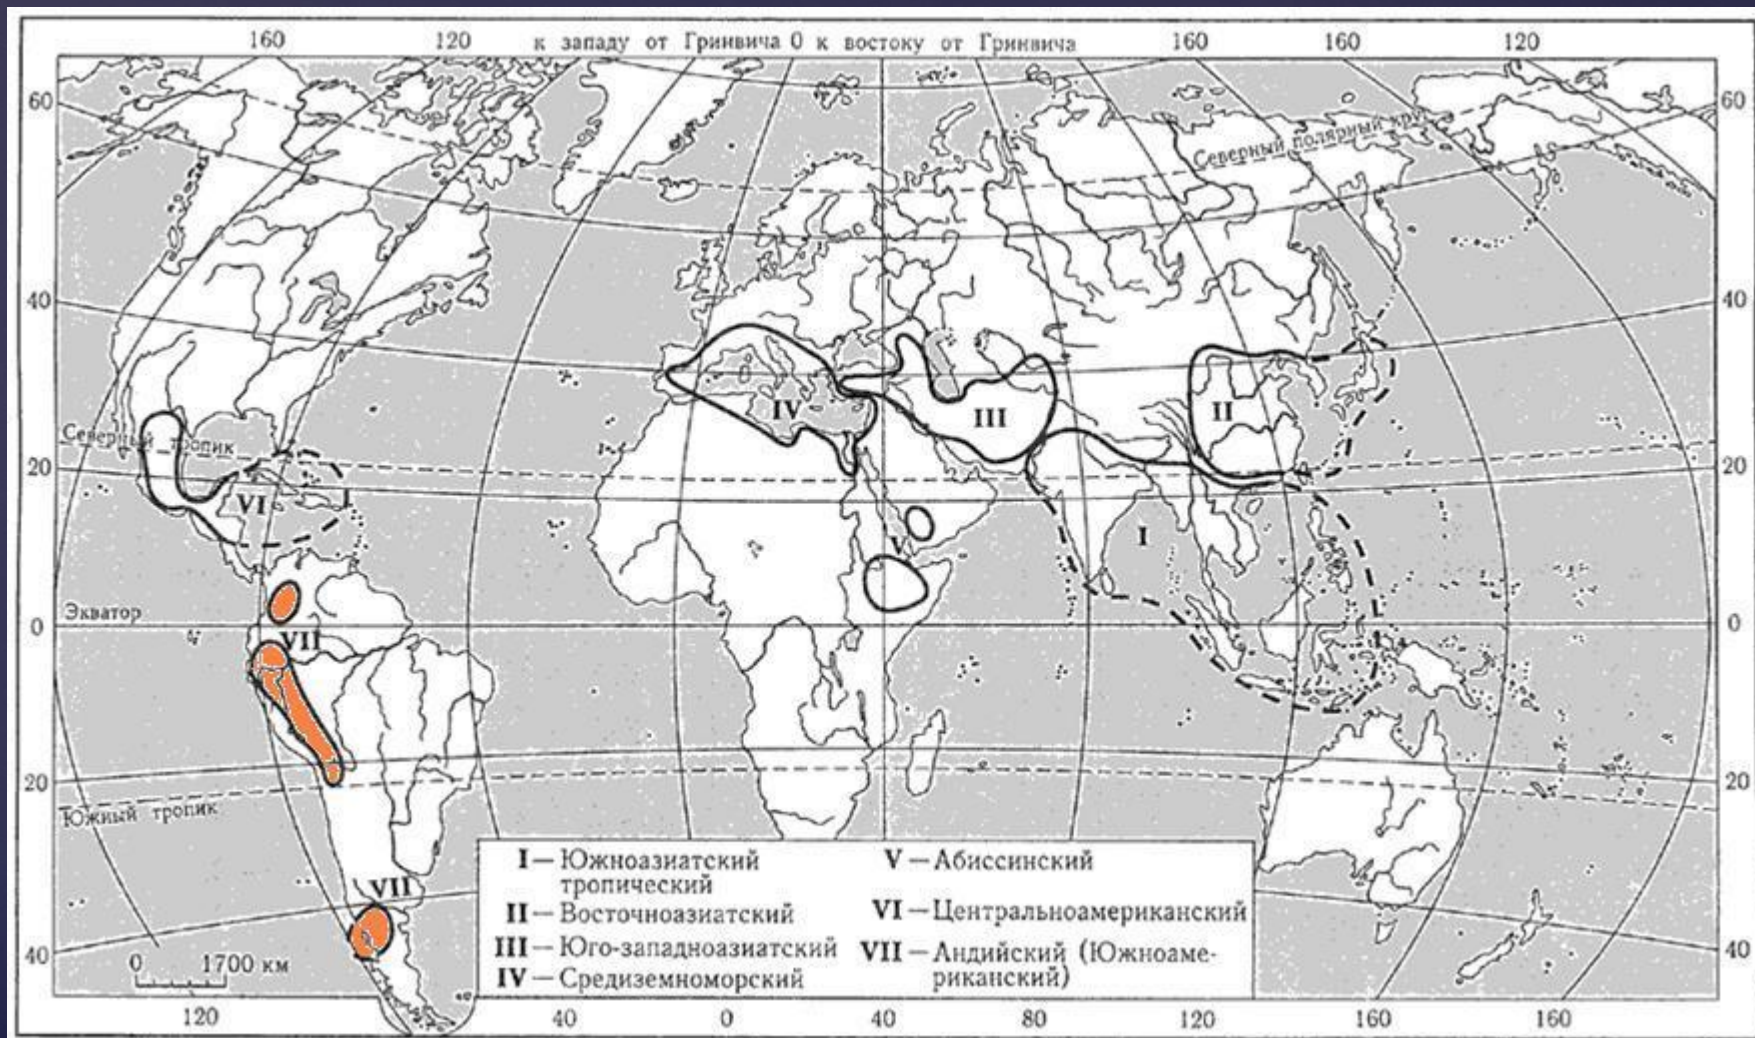 160 120 к западу от Гринвича 0 к востоку от Гринвича 160 160 120
60 60
Северный полярный кру
40 40
IV III II
Северный тропик
20 20
VI I
V
Экватор
0 0
VII
20 20
Южный тропик
VII
I — Южноазиатский
тропический
II — Восточноазиатский
III — Юго-западноазиатский
IV — Средиземноморский
V — Абиссинский
VI — Центральноамериканский
VII — Андийский (Южноаме-
риканский)
40 40
0 1700 км
120 40 0 40 80 120 160 160